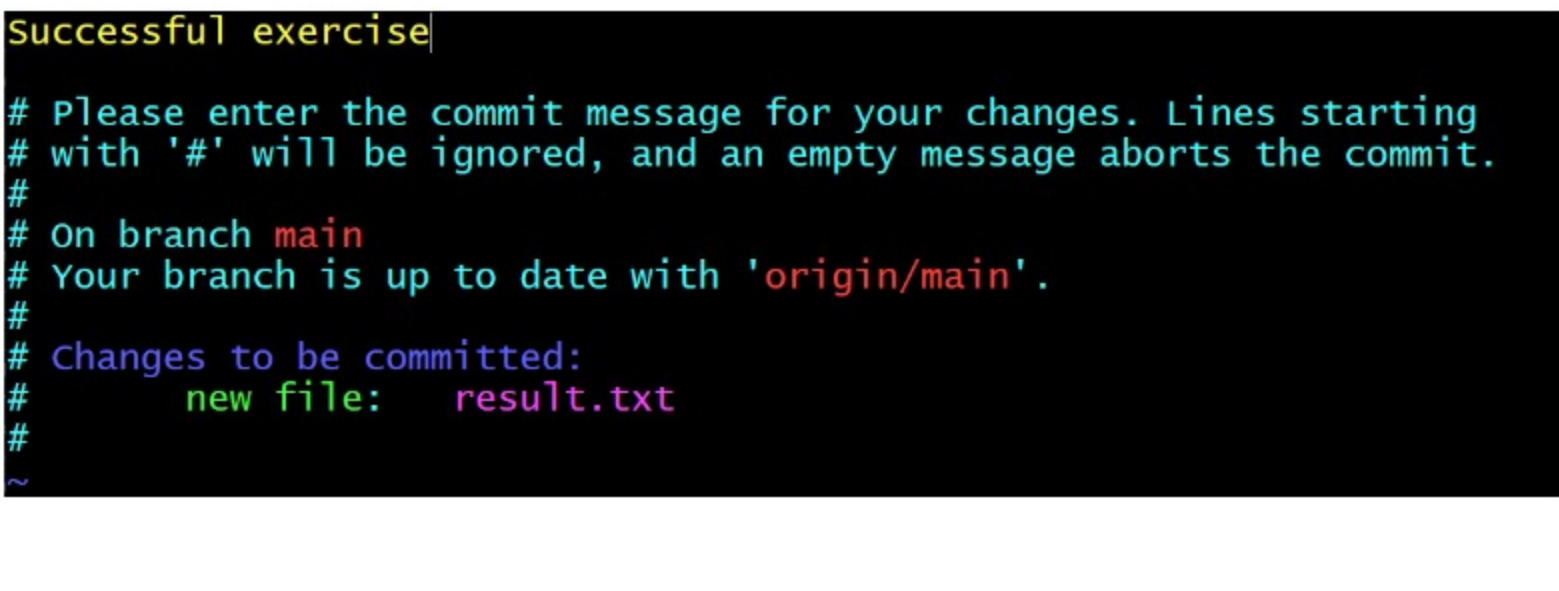 Successful exercise
# Please enter the commit message for your changes. Lines starting
# with '#' will be ignored, and an empty message aborts the commit.
#
# On branch main
# Your branch is up to date with 'origin/main'.
#
# Changes to be committed:
#       new file:   result.txt
#
~